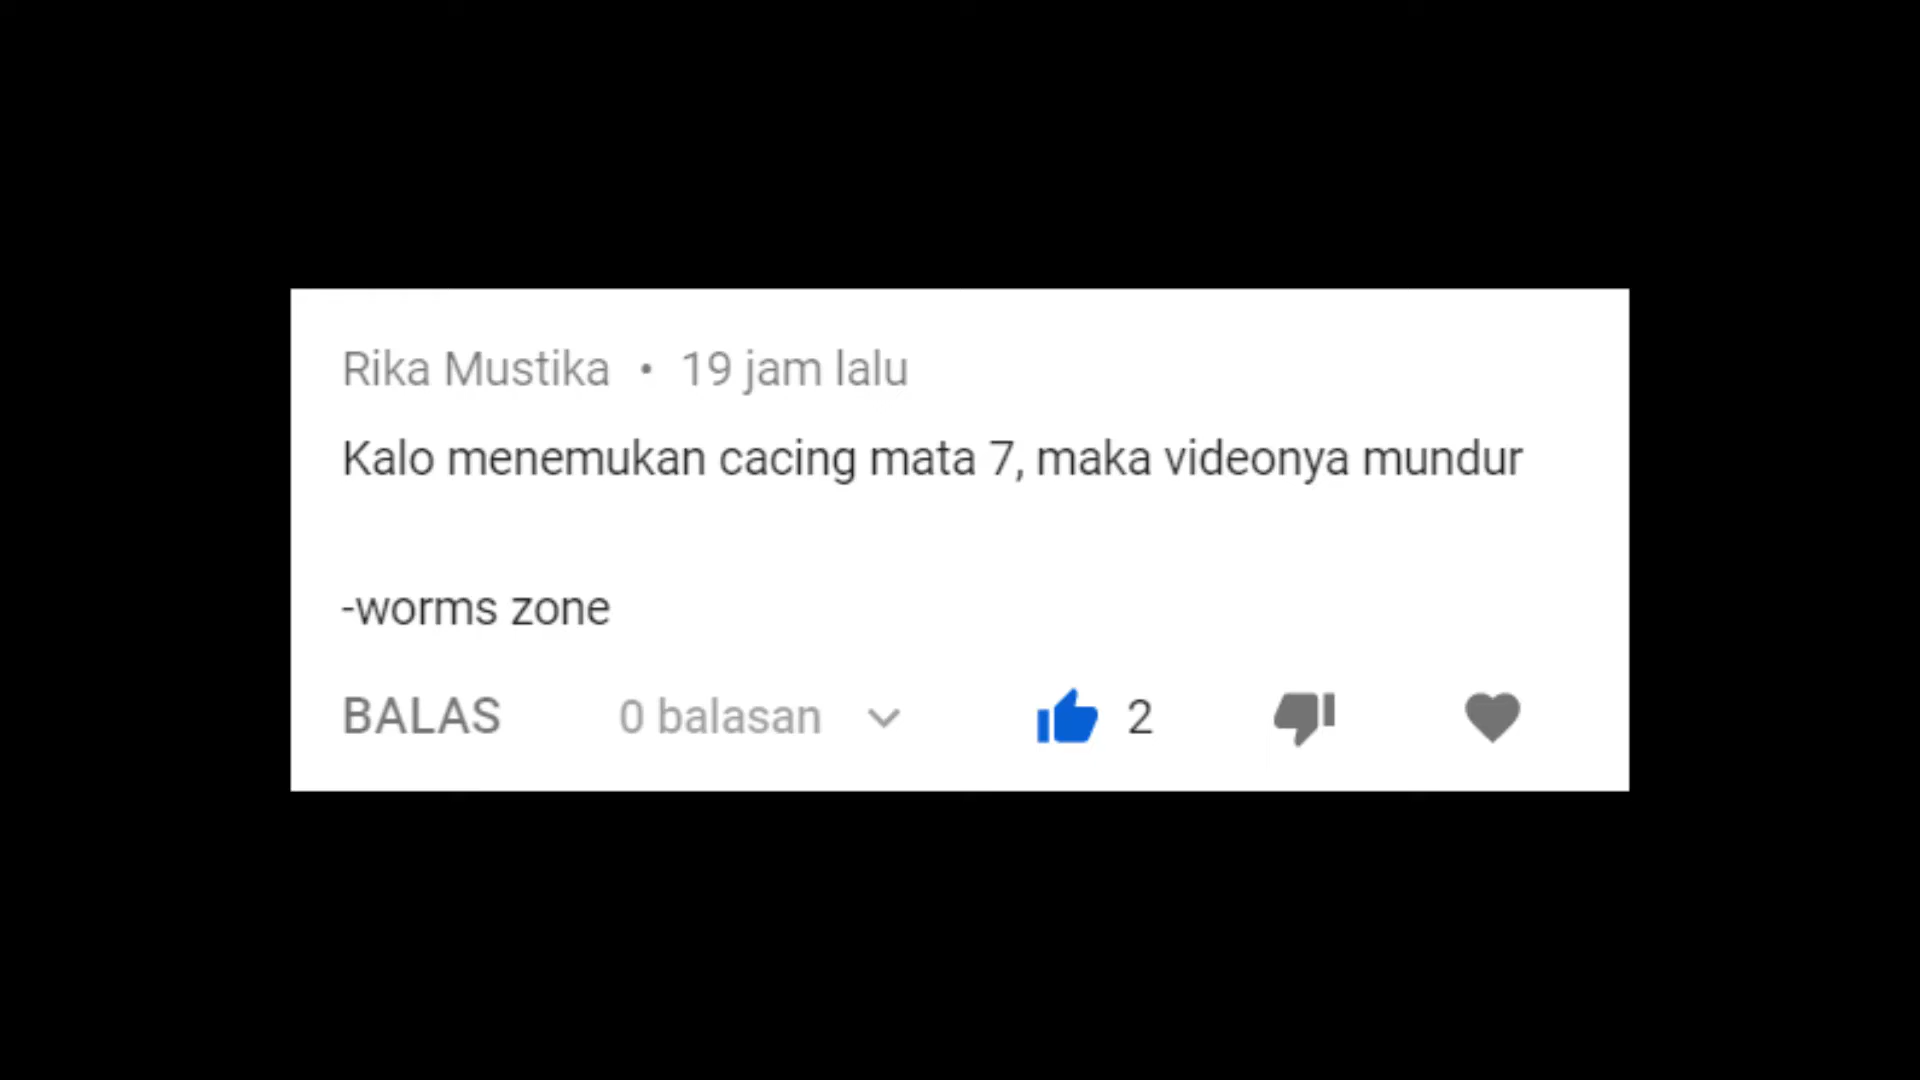 Rika Mustika • 19 jam lalu
Kalo menemukan cacing mata 7, maka videonya mundur
-worms zone
BALAS 0 balasan 2